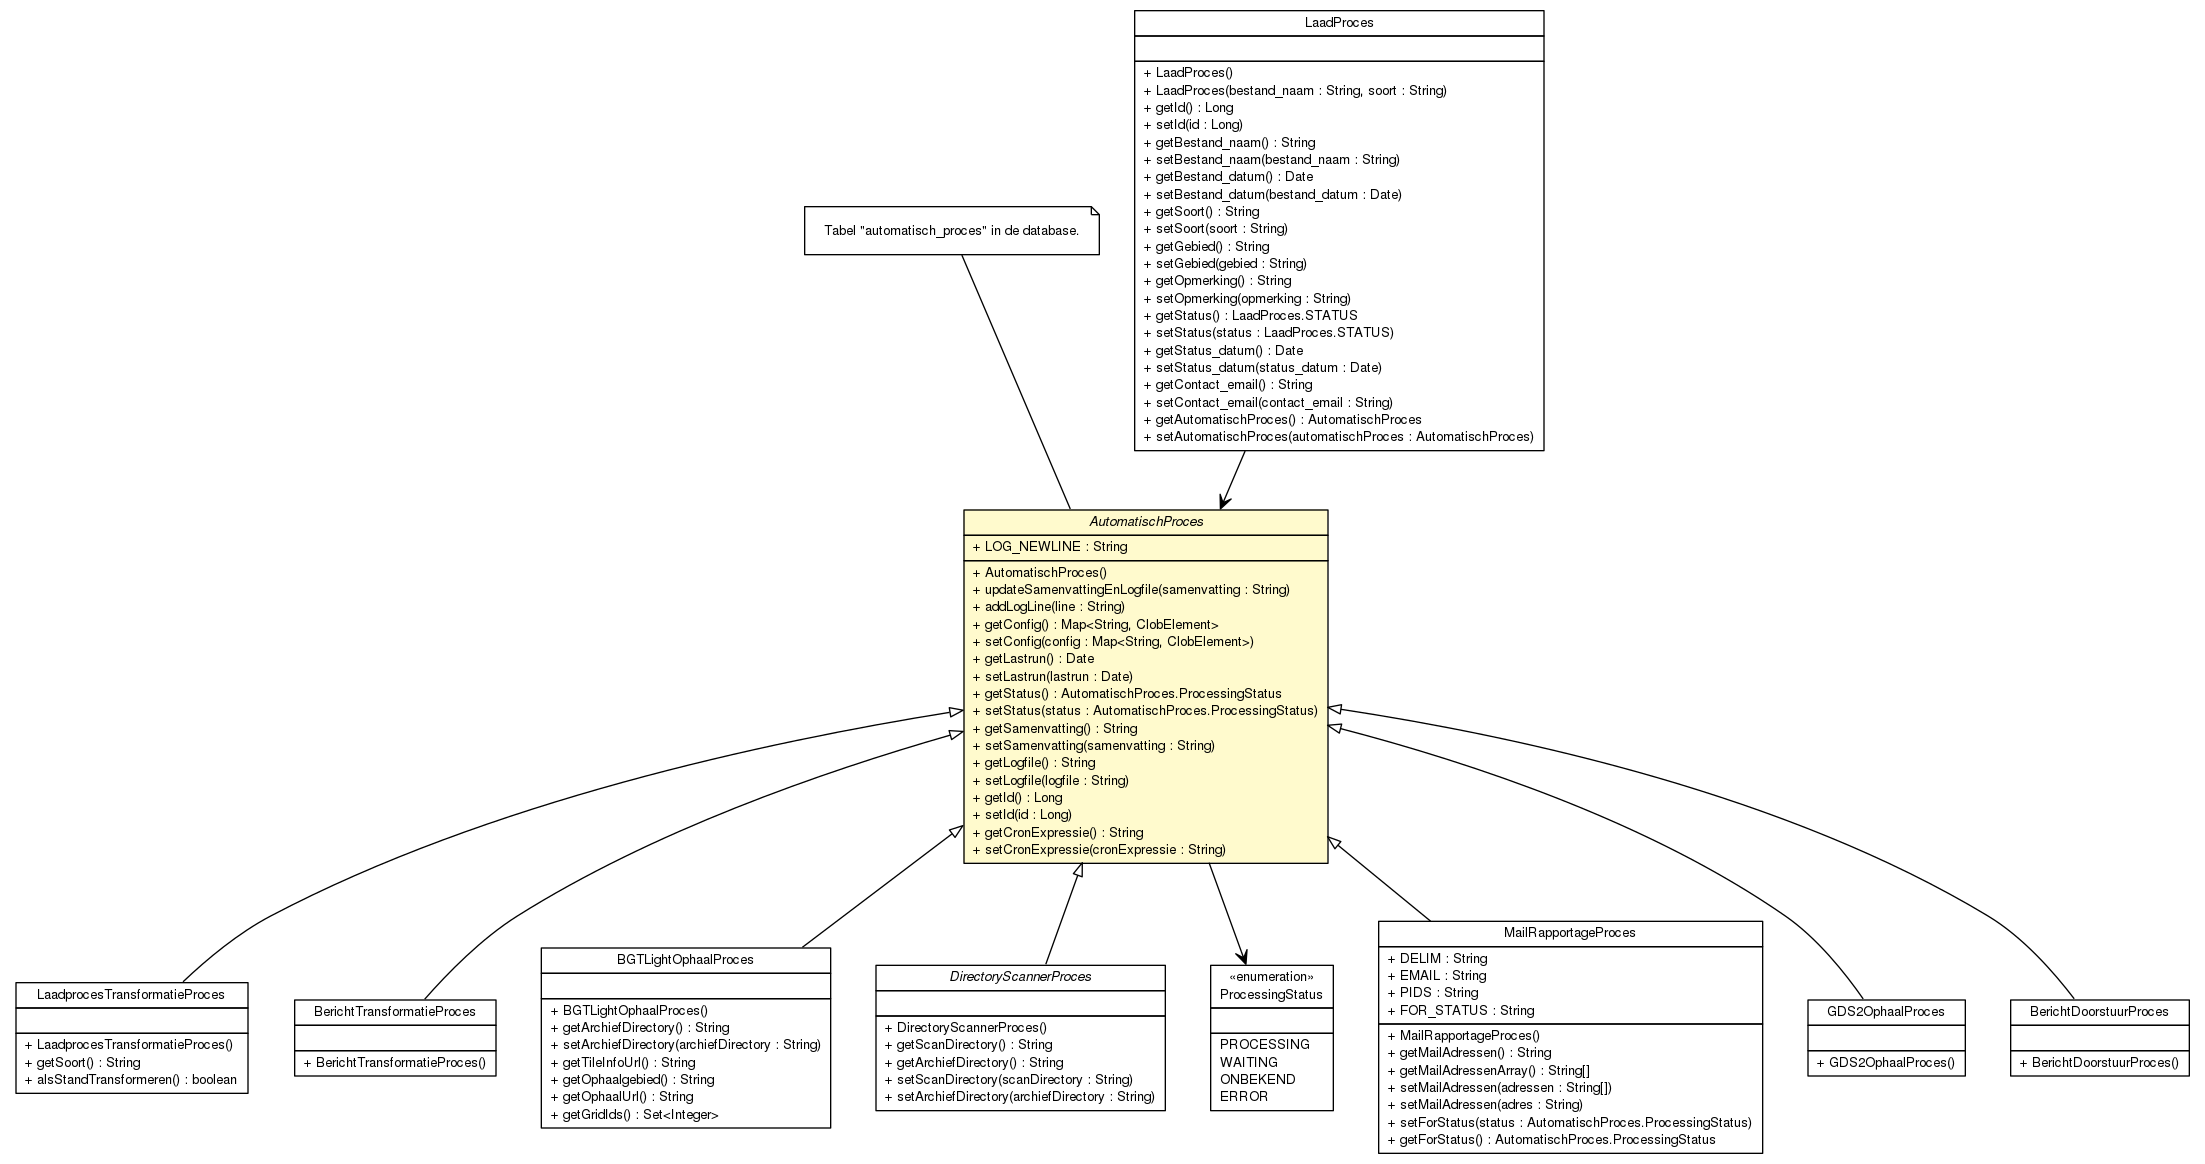 LaadProces
+ LaadProces()
+ LaadProces(bestand_naam : String, soort : String)
+ getId() : Long
+ setId(id : Long)
+ getBestand_naam() : String
+ setBestand_naam(bestand_naam : String)
+ getBestand_datum() : Date
+ setBestand_datum(bestand_datum : Date)
+ getSoort() : String
+ setSoort(soort : String)
+ getGebied() : String
+ setGebied(gebied : String)
+ getOpmerking() : String
+ setOpmerking(opmerking : String)
+ getStatus() : LaadProces.STATUS
+ setStatus(status : LaadProces.STATUS)
+ getStatus_datum() : Date
+ setStatus_datum(status_datum : Date)
+ getContact_email() : String
+ setContact_email(contact_email : String)
+ getAutomatischProces() : AutomatischProces
+ setAutomatischProces(automatischProces : AutomatischProces)
Tabel "automatisch_proces" in de database.
AutomatischProces
+ LOG_NEWLINE : String
+ AutomatischProces()
+ updateSamenvattingEnLogfile(samenvatting : String)
+ addLogLine(line : String)
+ getConfig() : Map<String, ClobElement>
+ setConfig(config : Map<String, ClobElement>)
+ getLastrun() : Date
+ setLastrun(lastrun : Date)
+ getStatus() : AutomatischProces.ProcessingStatus
+ setStatus(status : AutomatischProces.ProcessingStatus)
+ getSamenvatting() : String
+ setSamenvatting(samenvatting : String)
+ getLogfile() : String
+ setLogfile(logfile : String)
+ getId() : Long
+ setId(id : Long)
+ getCronExpressie() : String
+ setCronExpressie(cronExpressie : String)
LaadprocesTransformatieProces
+ LaadprocesTransformatieProces()
+ getSoort() : String
+ alsStandTransformeren() : boolean
BerichtTransformatieProces
+ BerichtTransformatieProces()
BGTLightOphaalProces
+ BGTLightOphaalProces()
+ getArchiefDirectory() : String
+ setArchiefDirectory(archiefDirectory : String)
+ getTileInfoUrl() : String
+ getOphaalgebied() : String
+ getOphaalUrl() : String
+ getGridIds() : Set<Integer>
DirectoryScannerProces
+ DirectoryScannerProces()
+ getScanDirectory() : String
+ getArchiefDirectory() : String
+ setScanDirectory(scanDirectory : String)
+ setArchiefDirectory(archiefDirectory : String)
«enumeration»
ProcessingStatus
PROCESSING
WAITING
ONBEKEND
ERROR
MailRapportageProces
+ DELIM : String
+ EMAIL : String
+ PIDS : String
+ FOR_STATUS : String
+ MailRapportageProces()
+ getMailAdressen() : String
+ getMailAdressenArray() : String[]
+ setMailAdressen(adressen : String[])
+ setMailAdressen(adres : String)
+ setForStatus(status : AutomatischProces.ProcessingStatus)
+ getForStatus() : AutomatischProces.ProcessingStatus
GDS2OphaalProces
+ GDS2OphaalProces()
BerichtDoorstuurProces
+ BerichtDoorstuurProces()